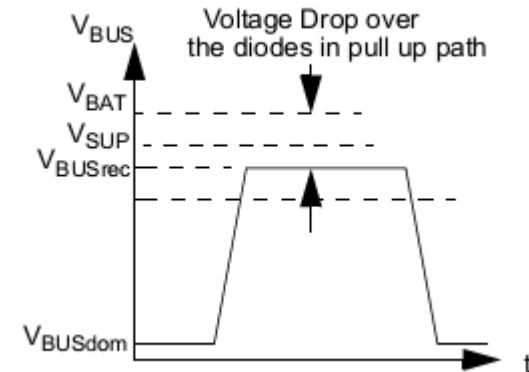 Voltage Drop over
the diodes in pull up path
VBUS
VBAT
VSUP
VBUSrec
VBUSdom
t